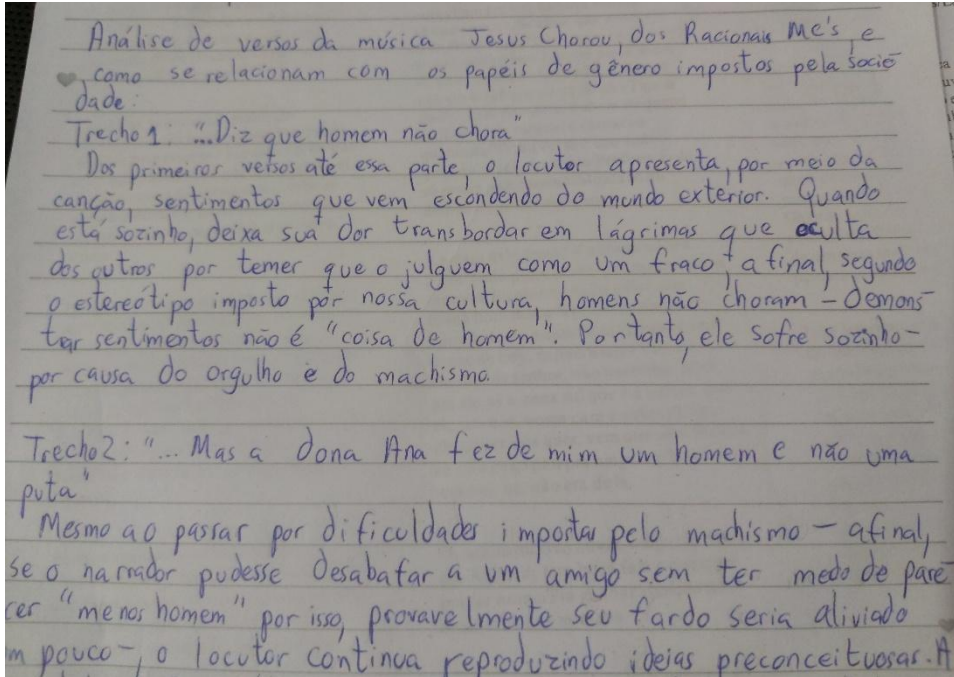 Análise de versos da música Jesus Chorou, dos Racionais MC's, e
como se relacionam com os papéis de gênero impostos pela socie-
dade:
Trecho 1: "...Diz que homem não chora"
Dos primeiros versos até essa parte, o locutor apresenta, por meio da
canção, sentimentos que vem escondendo do mundo exterior. Quando
está sozinho, deixa sua dor transbordar em lágrimas que oculta
dos outros por temer que o julguem como um fraco, afinal, segundo
o estereótipo imposto por nossa cultura, homens não choram - demons-
trar sentimentos não é "coisa de homem". Portanto, ele sofre sozinho -
por causa do orgulho e do machismo.
Trecho 2: "... Mas a dona Ana fez de mim um homem e não uma
puta"
Mesmo ao passar por dificuldades impostas pelo machismo - afinal,
se o narrador pudesse desabafar a um amigo sem ter medo de pare-
cer "menos homem" por isso, provavelmente seu fardo seria aliviado
m pouco -, o locutor continua reproduzindo ideias preconceituosas. A